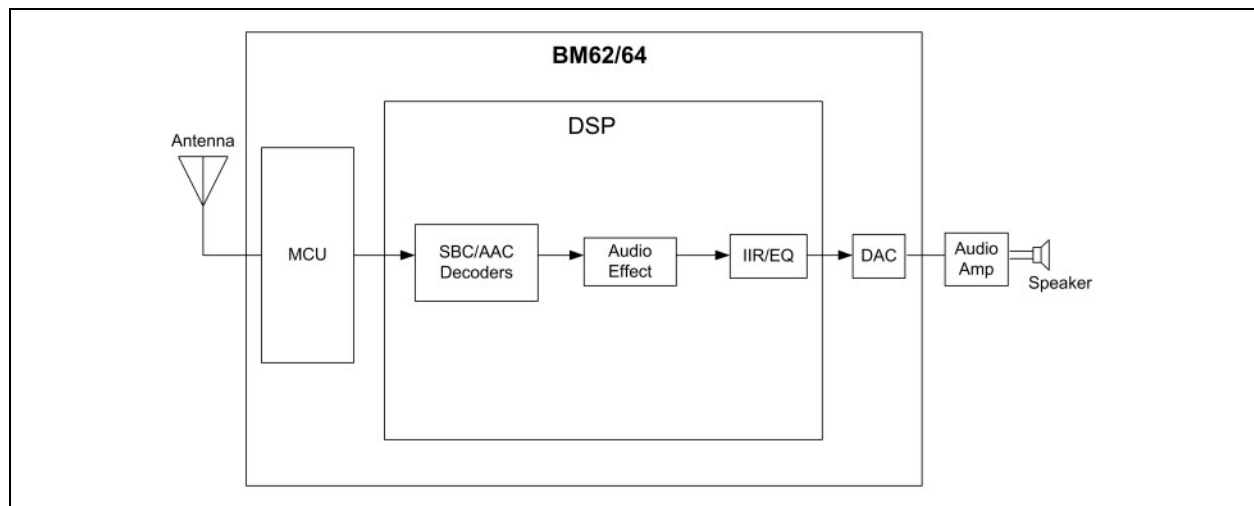 BM62/64
DSP
Antenna
MCU
SBC/AAC
Decoders
Audio
Effect
IIR/EQ
DAC
Audio
Amp
Speaker